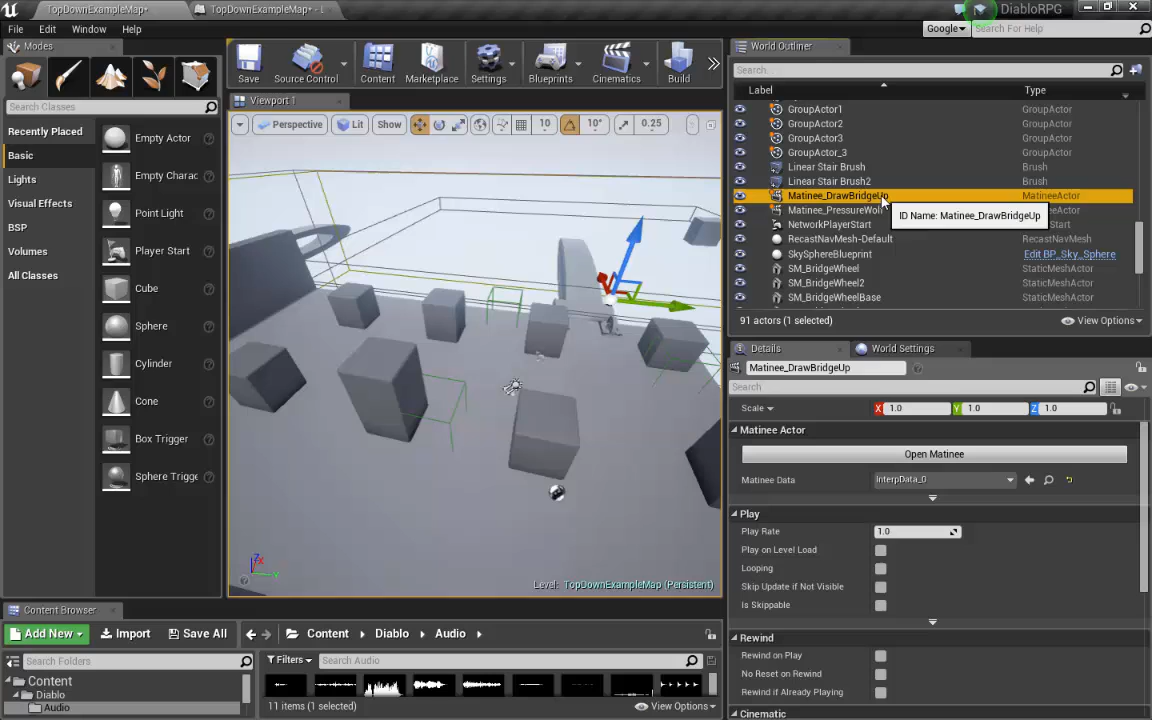 TopDownExampleMap*
TopDownExampleMap* - L
DiabloRPG
File
Edit
Window
Help
Google
Search For Help
Modes
Search Classes
Recently Placed
Basic
Lights
Visual Effects
BSP
Volumes
All Classes
Empty Actor
Empty Charac
Point Light
Player Start
Cube
Sphere
Cylinder
Cone
Box Trigger
Sphere Trigge
Save
Source Control
Content
Marketplace
Settings
Blueprints
Cinematics
Build
Viewport 1
Perspective
Lit
Show
10
10°
0.25
Level: TopDownExampleMap (Persistent)
World Outliner
Search...
Label
Type
GroupActor1 GroupActor
GroupActor2 GroupActor
GroupActor3 GroupActor
GroupActor_3 GroupActor
Linear Stair Brush Brush
Linear Stair Brush2 Brush
Matinee_DrawBridgeUp MatineeActor
NetworkPlayerStart
ID Name: Matinee_DrawBridgeUp
RecastNavMesh-Default RecastNavMesh
SkySphereBlueprint Edit BP_Sky_Sphere
SM_BridgeWheel StaticMeshActor
SM_BridgeWheel2 StaticMeshActor
SM_BridgeWheelBase StaticMeshActor
91 actors (1 selected)
View Options
Details
World Settings
Matinee_DrawBridgeUp
Search
Scale
X 1.0
Y 1.0
Z 1.0
Matinee Actor
Open Matinee
Matinee Data
InterpData_0
Play
Play Rate
1.0
Play on Level Load
Looping
Skip Update if Not Visible
Is Skippable
Rewind
Rewind on Play
No Reset on Rewind
Rewind if Already Playing
Cinematic
Content Browser
Add New
Import
Save All
Content
Diablo
Audio
Search Folders
Content
Diablo
Audio
Filters
Search Audio
11 items (1 selected)
View Options